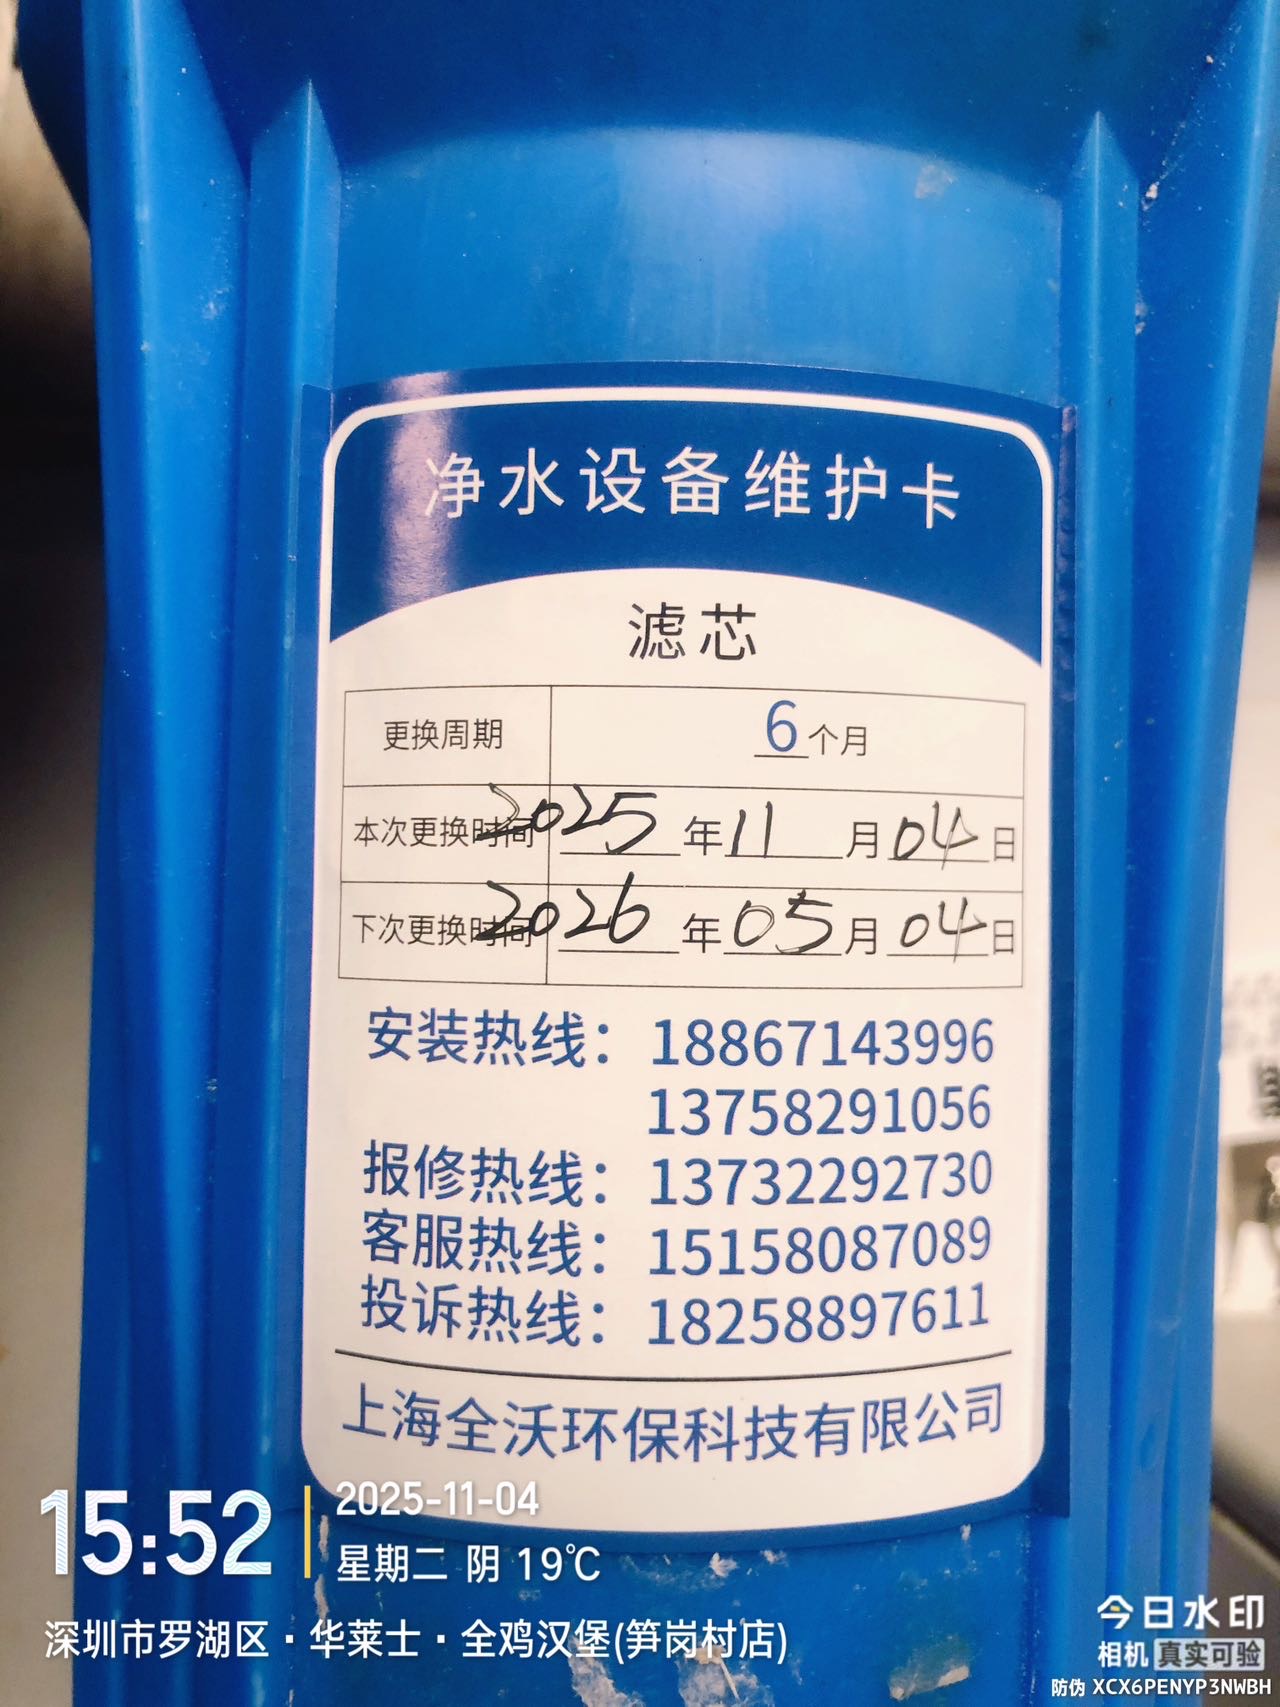 净水设备维护卡
滤芯
更换周期 6个月
本次更换时间 2025年11月04日
下次更换时间 2026年05月04日
安装热线：18867143996
13758291056
报修热线：13732292730
客服热线：15158087089
投诉热线：18258897611
上海全沃环保科技有限公司
15:52
2025-11-04
星期二 阴 19℃
深圳市罗湖区·华莱士·全鸡汉堡(笋岗村店)
今日水印
相机 真实可验
防伪 XCX6PENYP3NWBH